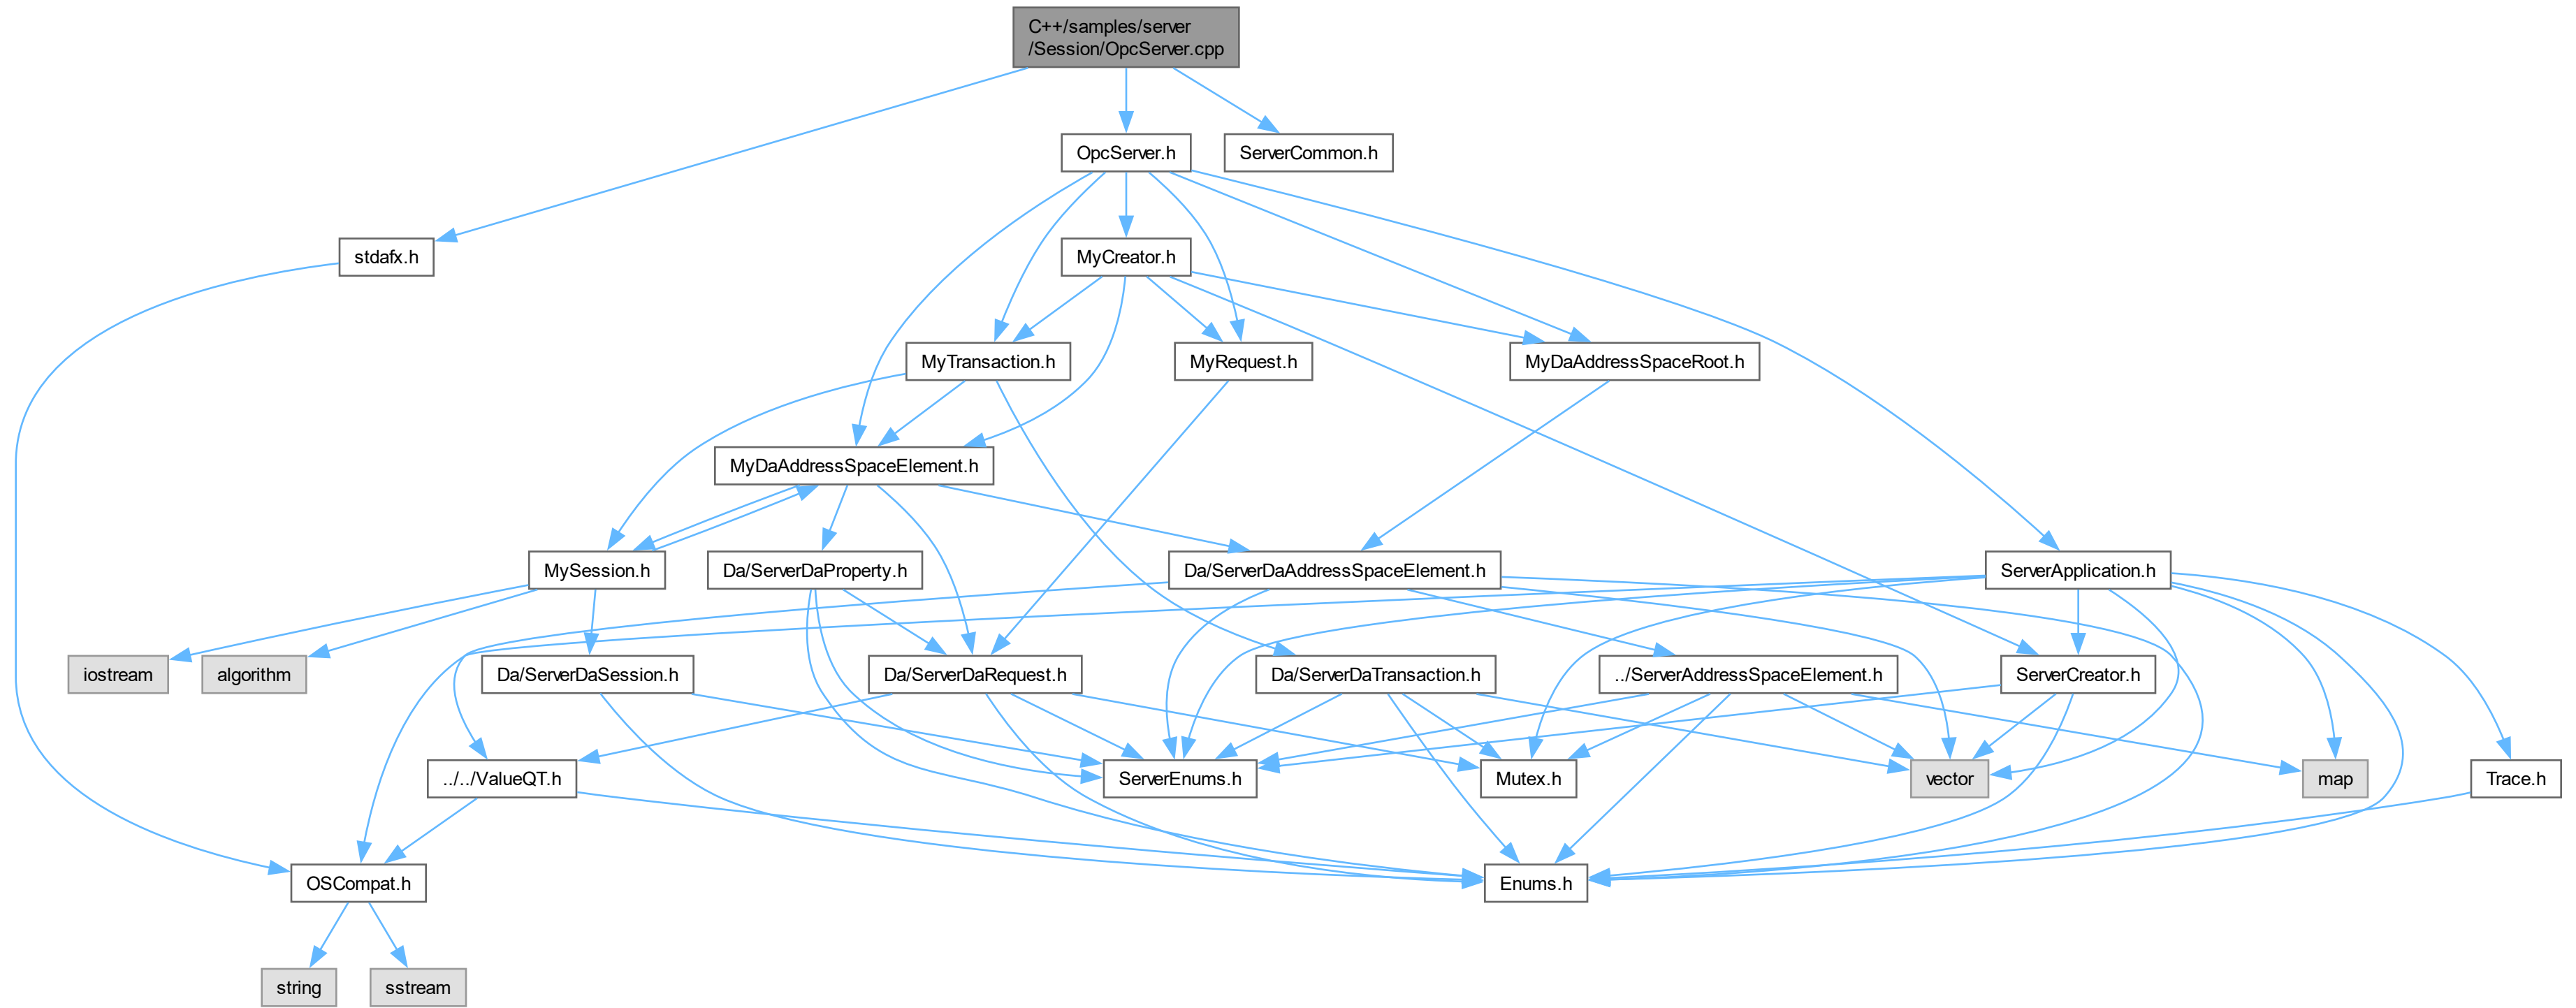 C++/samples/server
/Session/OpcServer.cpp
OpcServer.h
ServerCommon.h
stdafx.h
MyCreator.h
MyTransaction.h
MyRequest.h
MyDaAddressSpaceRoot.h
MyDaAddressSpaceElement.h
MySession.h
Da/ServerDaProperty.h
Da/ServerDaAddressSpaceElement.h
ServerApplication.h
iostream
algorithm
Da/ServerDaSession.h
Da/ServerDaRequest.h
Da/ServerDaTransaction.h
../ServerAddressSpaceElement.h
ServerCreator.h
../../ValueQT.h
ServerEnums.h
Mutex.h
vector
map
Trace.h
OSCompat.h
Enums.h
string
sstream